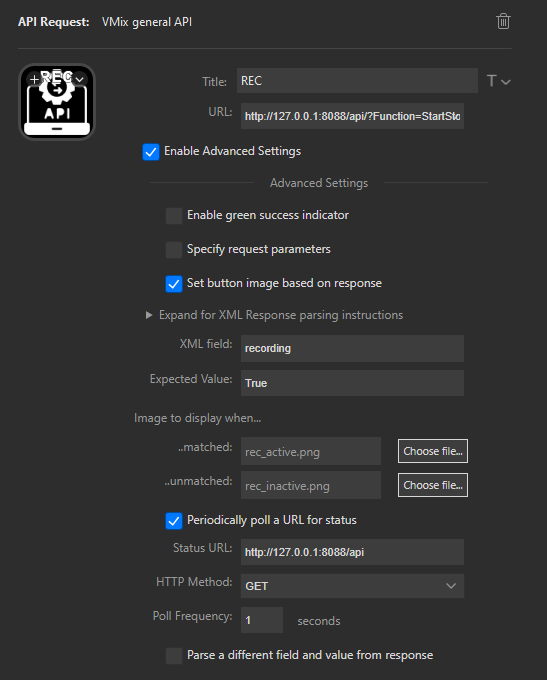 API Request: VMix general API
REC
API
Title: REC
URL: http://127.0.0.1:8088/api/?Function=StartSto
Enable Advanced Settings
Advanced Settings
Enable green success indicator
Specify request parameters
Set button image based on response
Expand for XML Response parsing instructions
XML field: recording
Expected Value: True
Image to display when...
..matched: rec_active.png Choose file...
..unmatched: rec_inactive.png Choose file...
Periodically poll a URL for status
Status URL: http://127.0.0.1:8088/api
HTTP Method: GET
Poll Frequency: 1 seconds
Parse a different field and value from response